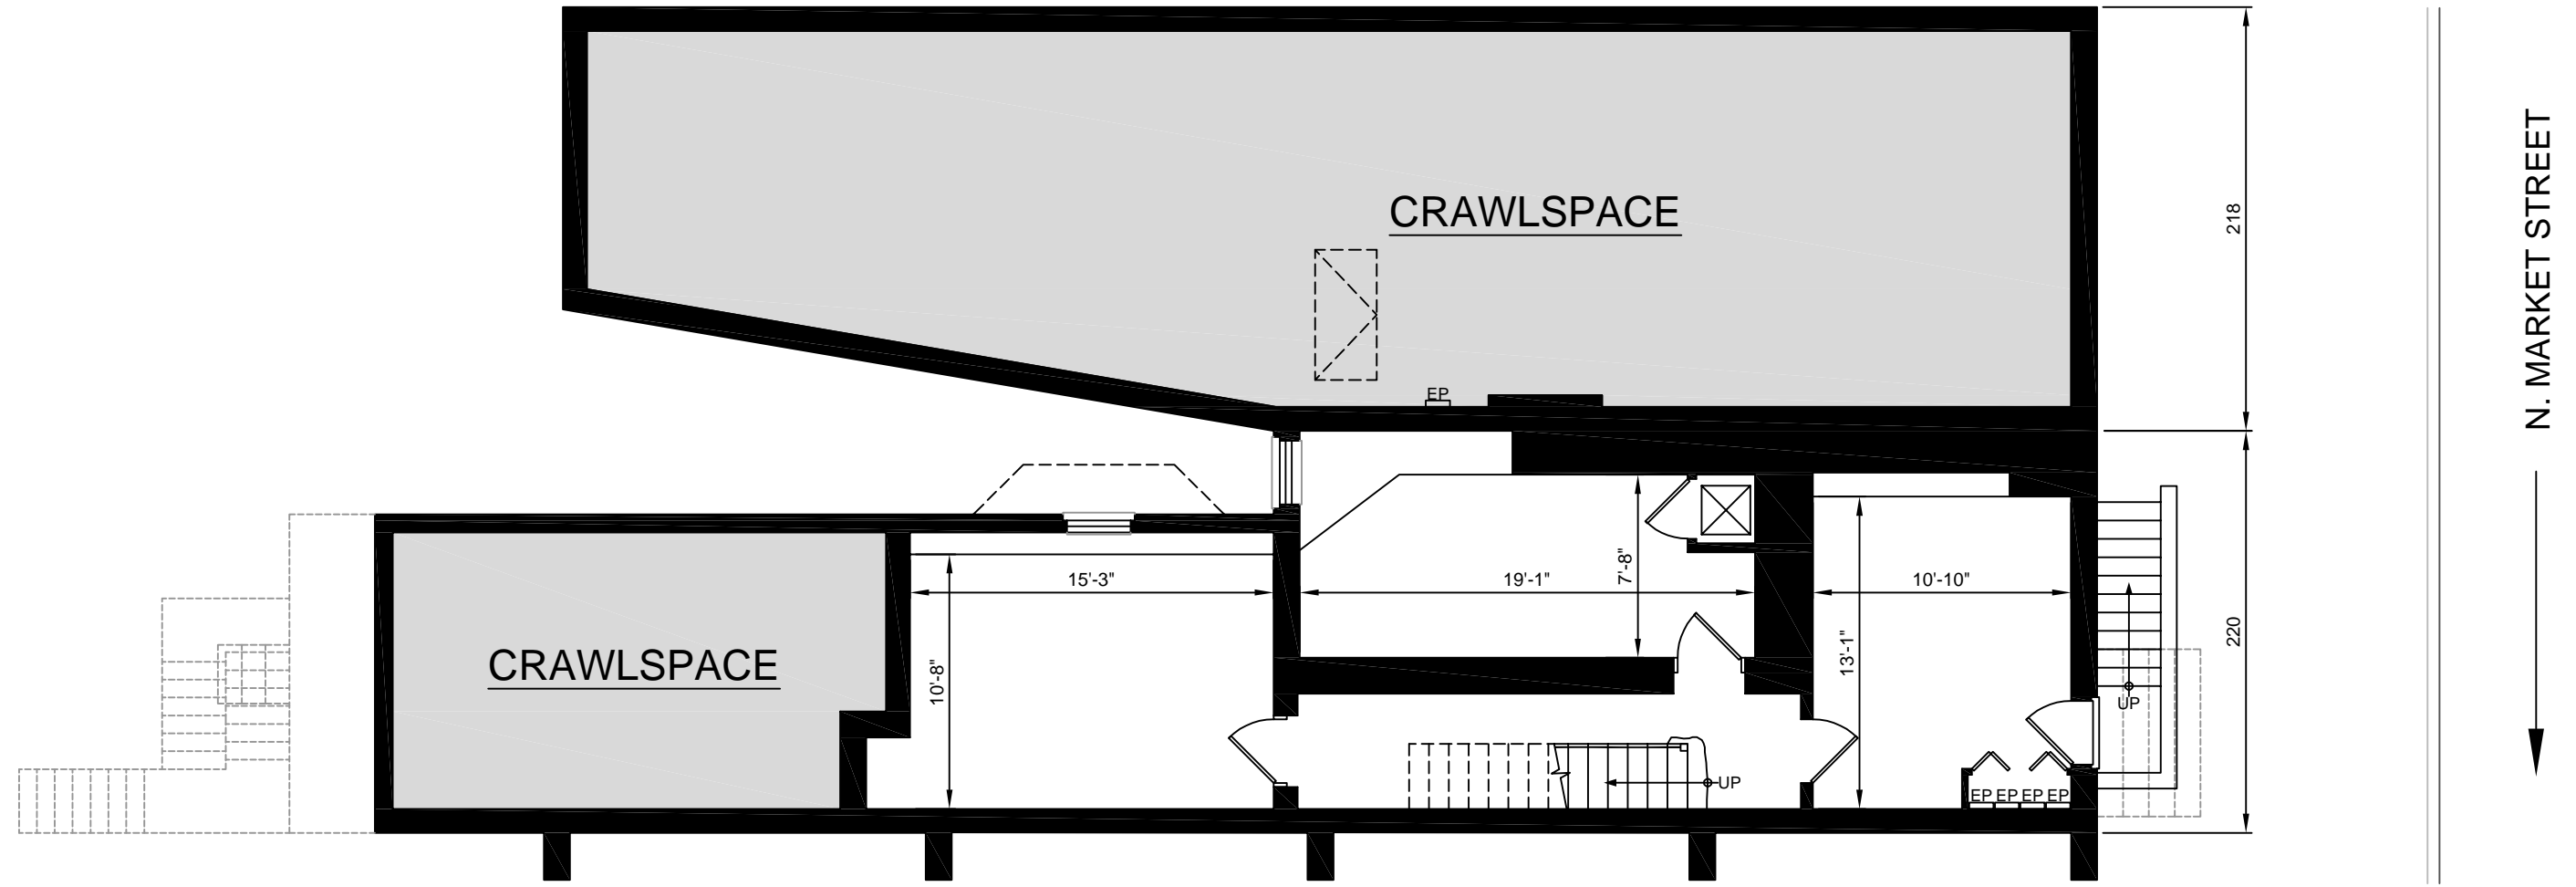 CRAWLSPACE
EP
218
N. MARKET STREET
15'-3"
19'-1"
7'-8"
10'-10"
CRAWLSPACE
10'-8"
13'-1"
220
UP
UP
EP EP EP EP